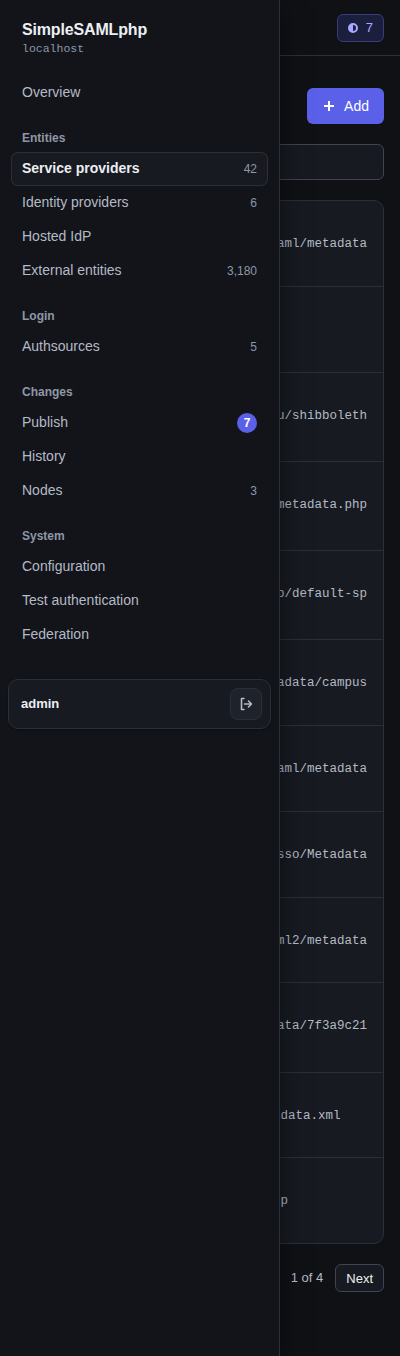 SimpleSAMLphp
localhost
7
Overview
Add
Entities
Service providers 42
Identity providers 6
Hosted IdP
aml/metadata
External entities 3,180
Login
Authsources 5
Changes
u/shibboleth
Publish 7
History
Nodes 3
metadata.php
System
Configuration
Test authentication
o/default-sp
Federation
adata/campus
admin
aml/metadata
sso/Metadata
ml2/metadata
ata/7f3a9c21
data.xml
p
1 of 4 Next